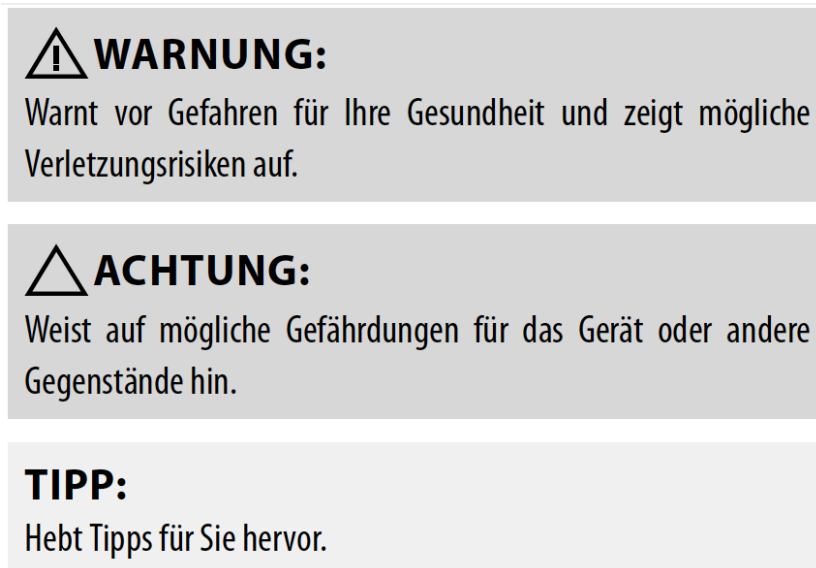 WARNUNG:
Warnt vor Gefahren für Ihre Gesundheit und zeigt mögliche
Verletzungsrisiken auf.
ACHTUNG:
Weist auf mögliche Gefährdungen für das Gerät oder andere
Gegenstände hin.
TIPP:
Hebt Tipps für Sie hervor.